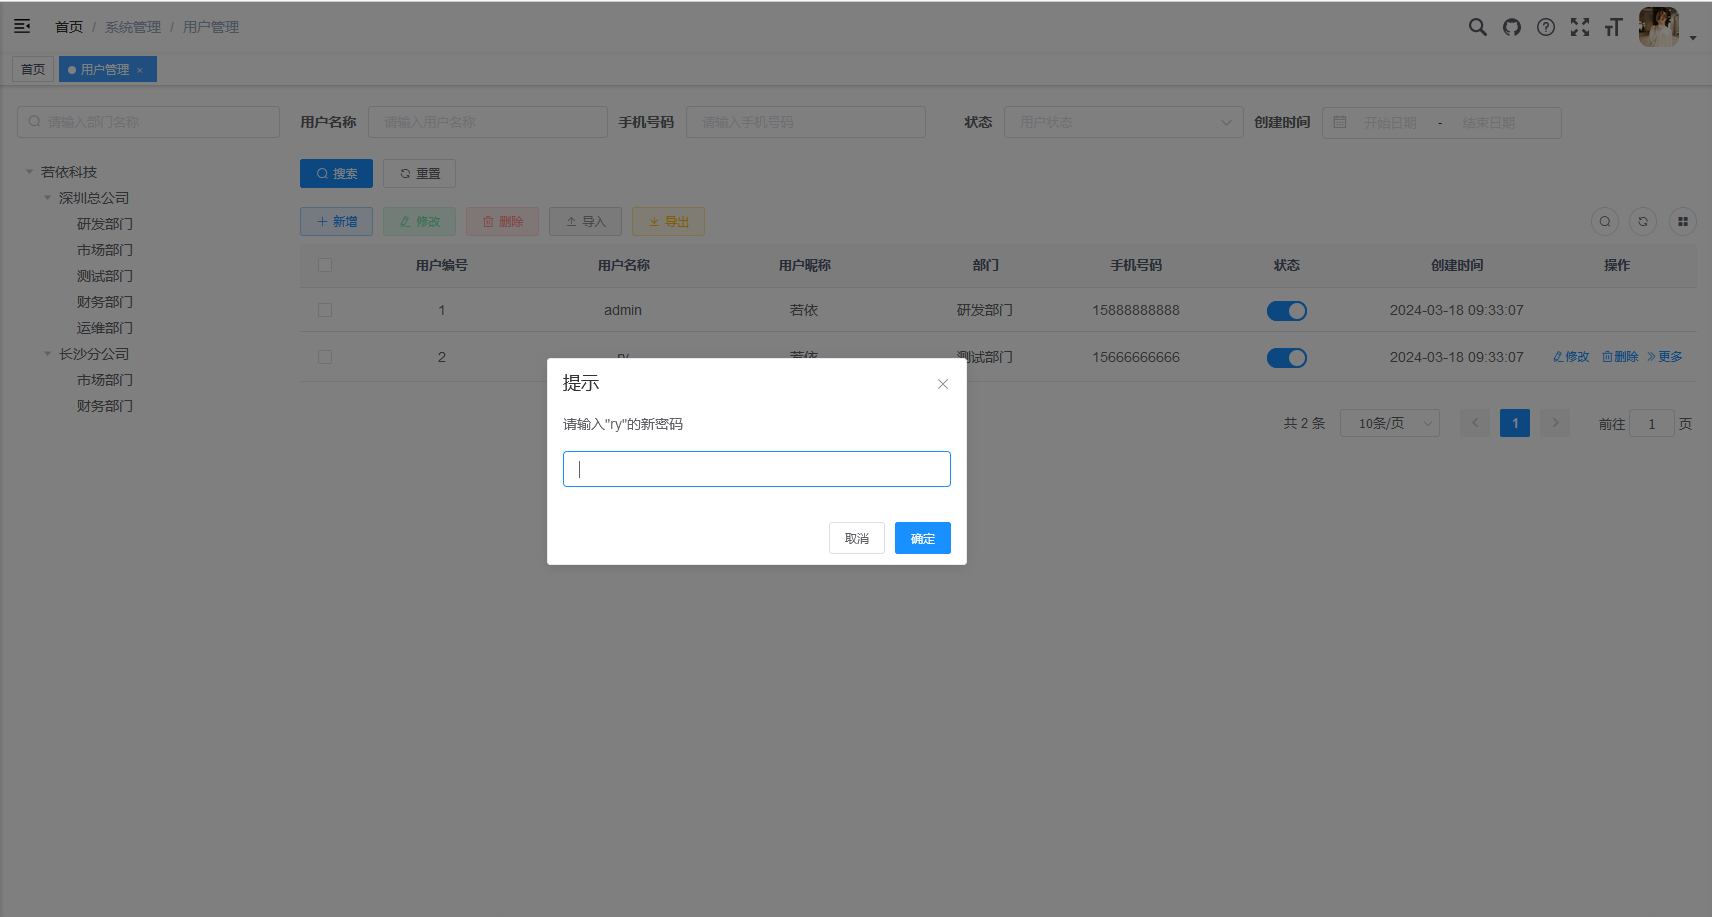 首页 / 系统管理 / 用户管理
首页 用户管理 ×
请输入部门名称
用户名称 请输入用户名称 手机号码 请输入手机号码 状态 用户状态 创建时间 开始日期 - 结束日期
搜索 重置
若依科技
深圳总公司
研发部门
市场部门
测试部门
财务部门
运维部门
长沙分公司
市场部门
财务部门
新增 修改 删除 导入 导出
用户编号 用户名称 用户昵称 部门 手机号码 状态 创建时间 操作
1 admin 若依 研发部门 15888888888 2024-03-18 09:33:07
2 ry 若依 测试部门 15666666666 2024-03-18 09:33:07 修改 删除 更多
共 2 条 10条/页 1 前往 1 页
提示
请输入"ry"的新密码
取消 确定